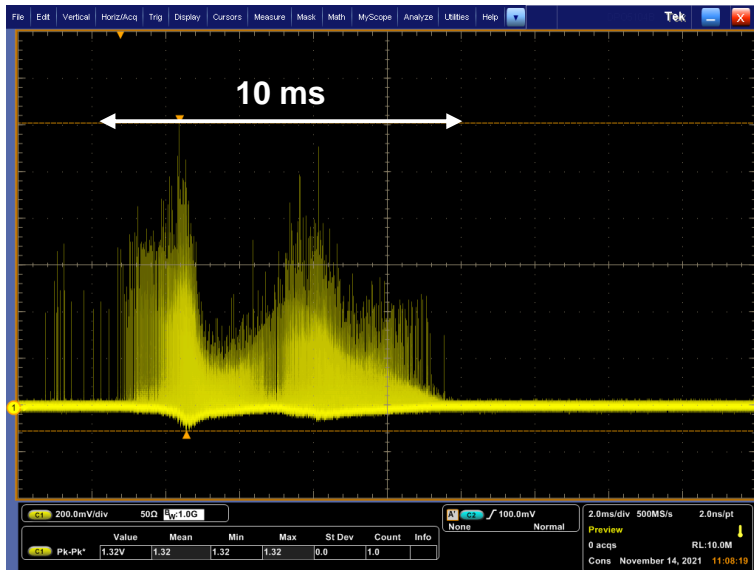 File Edit Vertical Horiz/Acq Trig Display Cursors Measure Mask Math MyScope Analyze Utilities Help Tek X
10 ms
1
C1 200.0mV/div 50Ω BW:1.0G
A' C2 100.0mV
None Normal
2.0ms/div 500MS/s 2.0ns/pt
Preview
0 acqs RL:10.0M
Cons November 14, 2021 11:08:19
Value Mean Min Max St Dev Count Info
C1 Pk-Pk* 1.32V 1.32 1.32 1.32 0.0 1.0